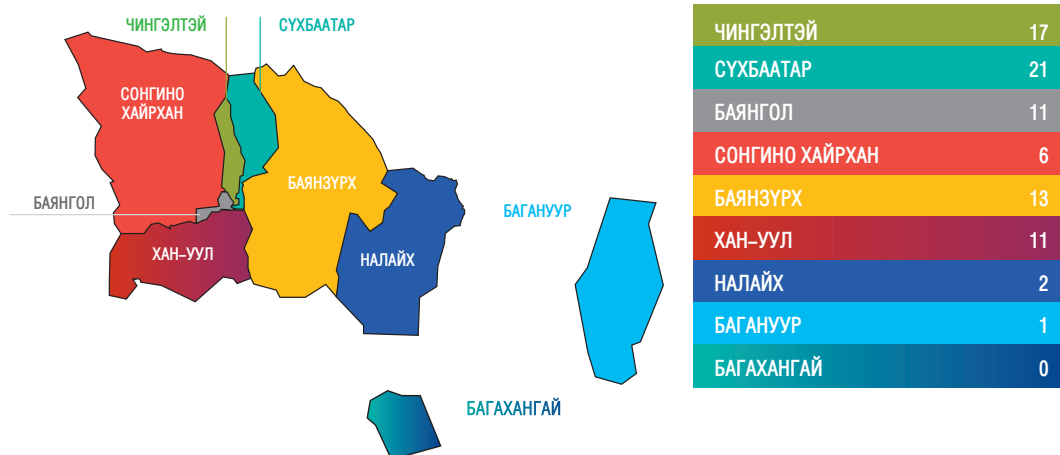 ЧИНГЭЛТЭЙ
СҮХБААТАР
СОНГИНО
ХАЙРХАН
БАЯНГОЛ
БАЯНЗҮРХ
ХАН-УУЛ
НАЛАЙХ
БАГАНУУР
БАГАХАНГАЙ
ЧИНГЭЛТЭЙ 17
СҮХБААТАР 21
БАЯНГОЛ 11
СОНГИНО ХАЙРХАН 6
БАЯНЗҮРХ 13
ХАН-УУЛ 11
НАЛАЙХ 2
БАГАНУУР 1
БАГАХАНГАЙ 0